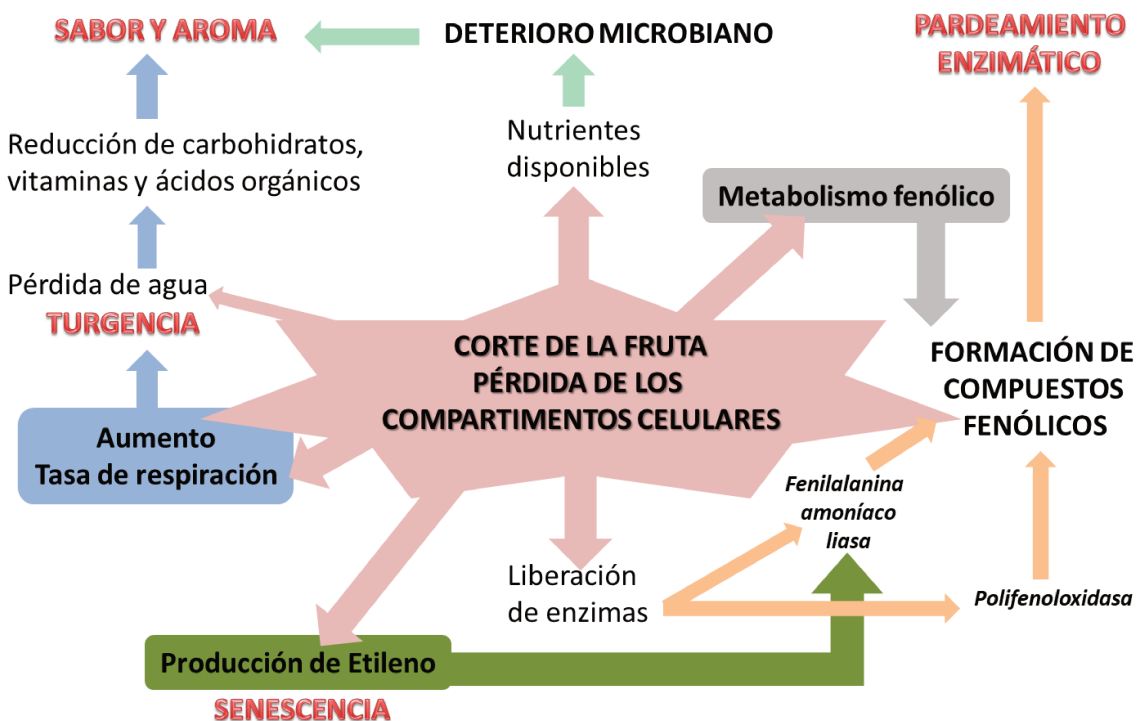 SABOR Y AROMA
DETERIORO MICROBIANO
PARDEAMIENTO
ENZIMÁTICO
Reducción de carbohidratos,
vitaminas y ácidos orgánicos
Nutrientes
disponibles
Metabolismo fenólico
Pérdida de agua
TURGENCIA
CORTE DE LA FRUTA
PÉRDIDA DE LOS
COMPARTIMENTOS CELULARES
FORMACIÓN DE
COMPUESTOS
FENÓLICOS
Aumento
Tasa de respiración
Fenilalanina
amoníaco
liasa
Liberación
de enzimas
Polifenoloxidasa
Producción de Etileno
SENESCENCIA